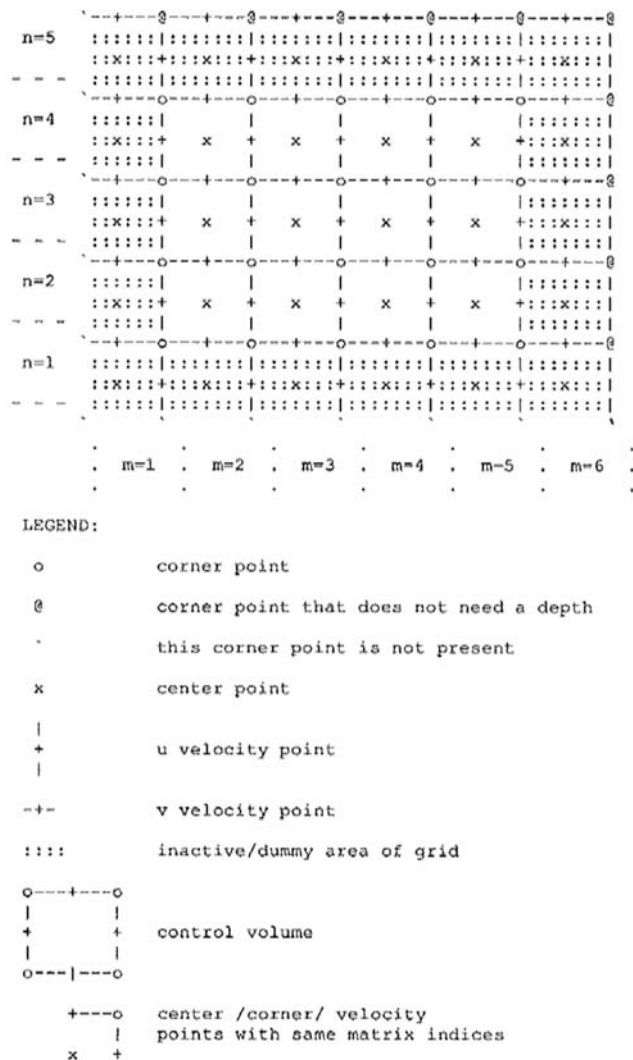 `---+---@---+---@---+---@---+---@---+---@---+---@
n=5 ::::::|::::::|::::::|::::::|::::::|::::::|
::x:::+::x:::+::x:::+::x:::+::x:::+::x:::|
- - - ::::::|::::::|::::::|::::::|::::::|::::::|
`---+---o---+---o---+---o---+---o---+---o---+---@
n=4 ::::::| | | | |::::::|
::x:::+ x + x + x + x +::x:::|
- - - ::::::| | | | |::::::|
`---+---o---+---o---+---o---+---o---+---o---+---@
n=3 ::::::| | | | |::::::|
::x:::+ x + x + x + x +::x:::|
- - - ::::::| | | | |::::::|
`---+---o---+---o---+---o---+---o---+---o---+---@
n=2 ::::::| | | | |::::::|
::x:::+ x + x + x + x +::x:::|
- - - ::::::| | | | |::::::|
`---+---o---+---o---+---o---+---o---+---o---+---@
n=1 ::::::|::::::|::::::|::::::|::::::|::::::|
::x:::+::x:::+::x:::+::x:::+::x:::+::x:::|
- - - ::::::|::::::|::::::|::::::|::::::|::::::|
` ` ` ` ` ` `
. . . . . . .
. m=1 . m=2 . m=3 . m=4 . m=5 . m=6 .
. . . . . . .
LEGEND:
o corner point
@ corner point that does not need a depth
` this corner point is not present
x center point
|
+ u velocity point
|
-+- v velocity point
:::: inactive/dummy area of grid
o---+---o
| |
+ + control volume
| |
o---|---o
+---o center /corner/ velocity
| points with same matrix indices
x +